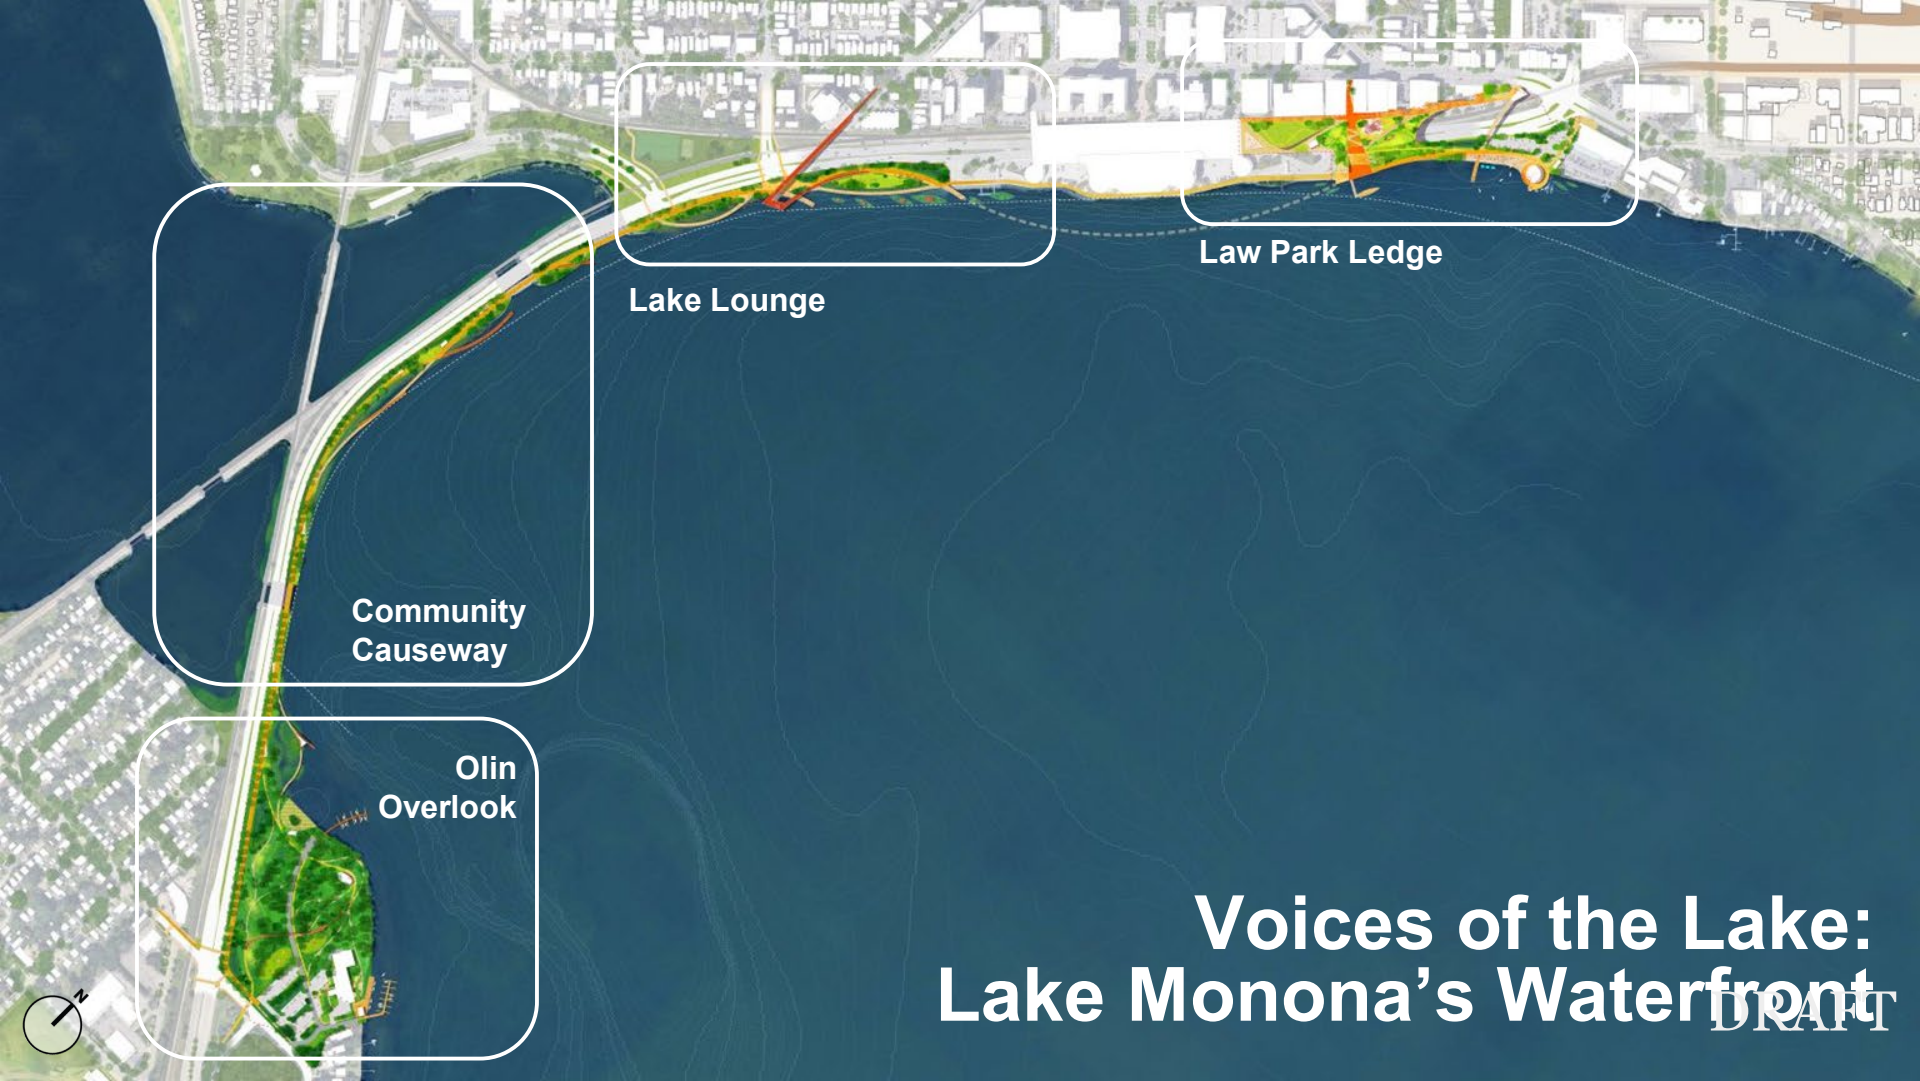 Law Park Ledge
Lake Lounge
Community
Causeway
Olin
Overlook
Voices of the Lake:
Lake Monona’s Waterfront
DRAFT
N